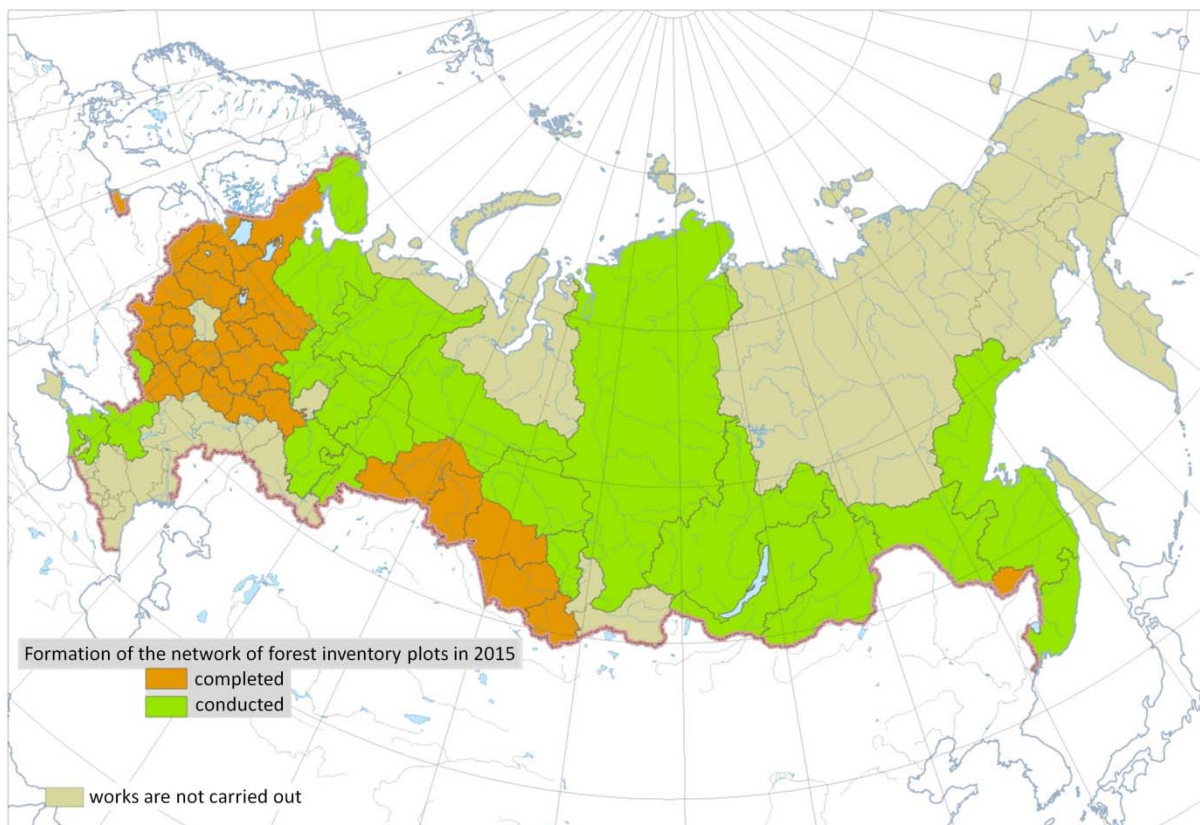 Formation of the network of forest inventory plots in 2015
completed
conducted
works are not carried out